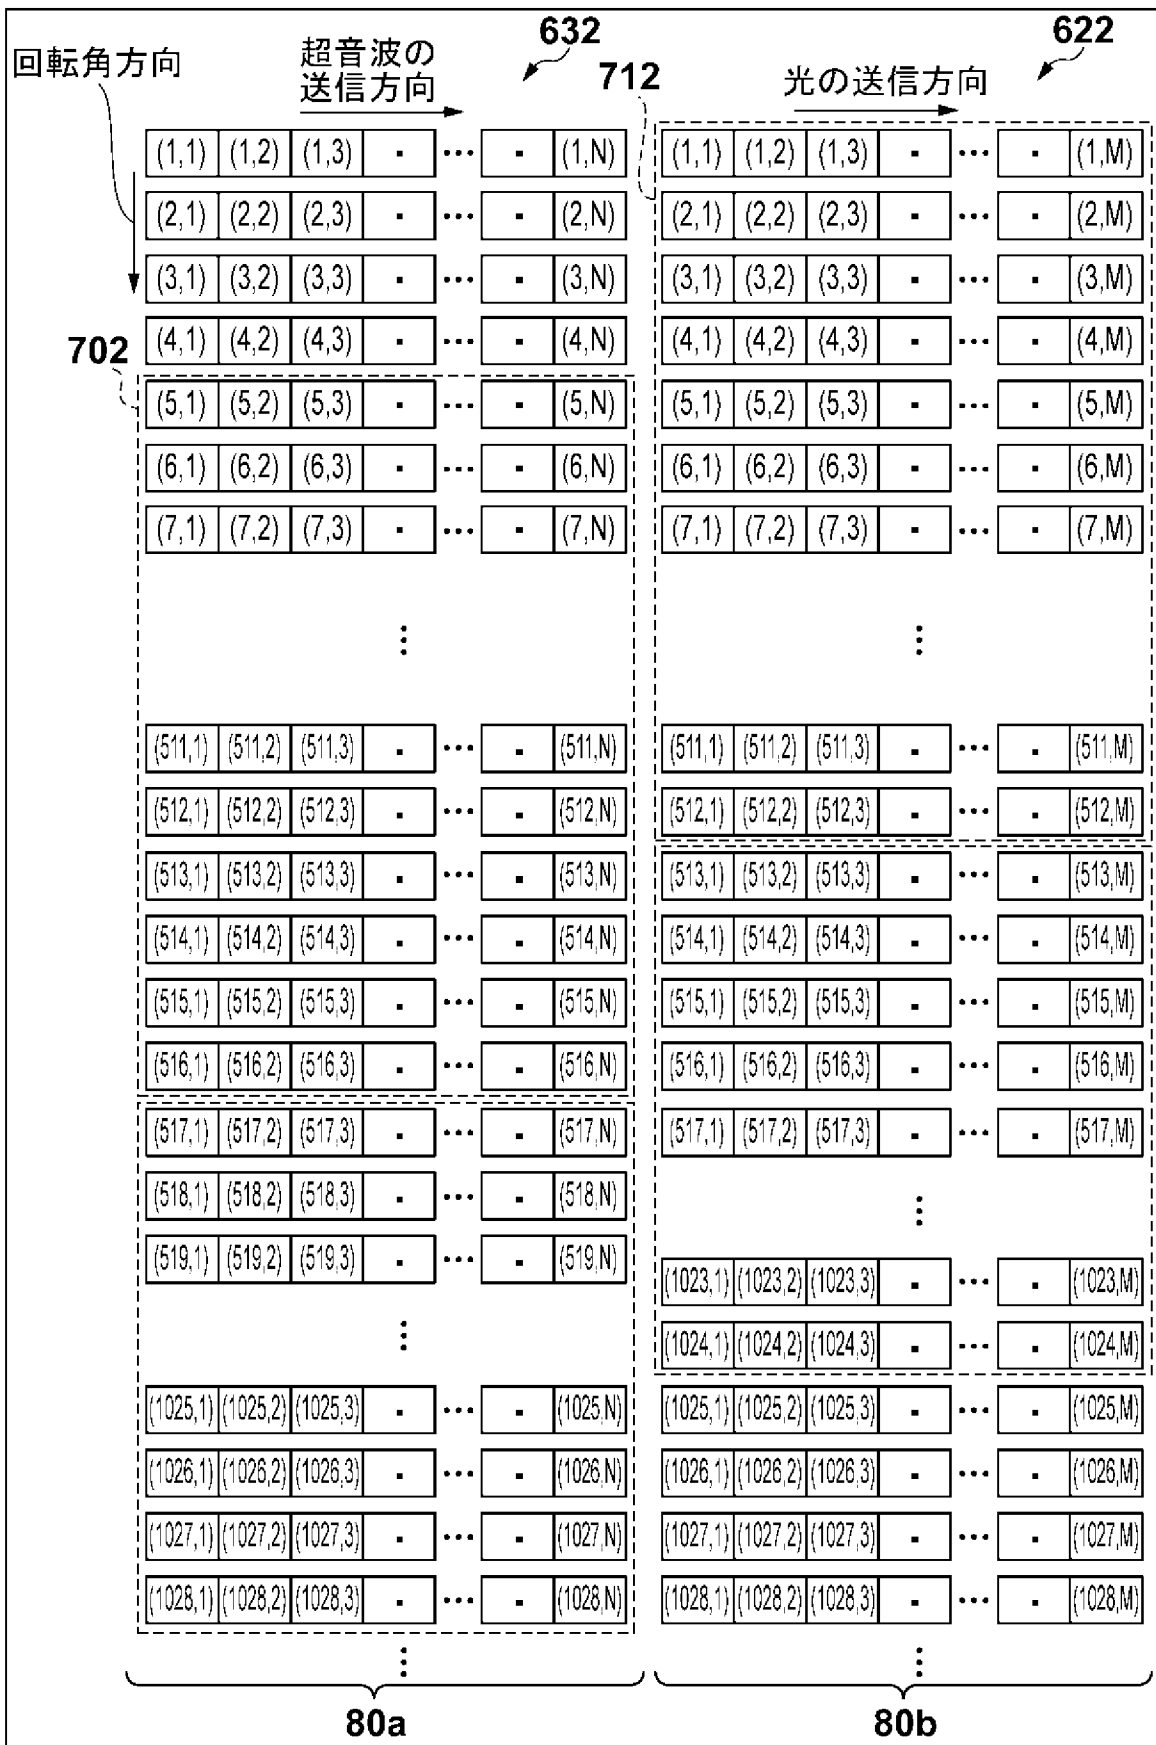 632
622
超音波の
送信方向
回転角方向
712
光の送信方向
(1,1) (1,2) (1,3) ・ … ・ (1,N) (1,1) (1,2) (1,3) ・ … ・ (1,M)
(2,1) (2,2) (2,3) ・ … ・ (2,N) (2,1) (2,2) (2,3) ・ … ・ (2,M)
(3,1) (3,2) (3,3) ・ … ・ (3,N) (3,1) (3,2) (3,3) ・ … ・ (3,M)
(4,1) (4,2) (4,3) ・ … ・ (4,N) (4,1) (4,2) (4,3) ・ … ・ (4,M)
702
(5,1) (5,2) (5,3) ・ … ・ (5,N) (5,1) (5,2) (5,3) ・ … ・ (5,M)
(6,1) (6,2) (6,3) ・ … ・ (6,N) (6,1) (6,2) (6,3) ・ … ・ (6,M)
(7,1) (7,2) (7,3) ・ … ・ (7,N) (7,1) (7,2) (7,3) ・ … ・ (7,M)
⋮ ⋮
(511,1) (511,2) (511,3) ・ … ・ (511,N) (511,1) (511,2) (511,3) ・ … ・ (511,M)
(512,1) (512,2) (512,3) ・ … ・ (512,N) (512,1) (512,2) (512,3) ・ … ・ (512,M)
(513,1) (513,2) (513,3) ・ … ・ (513,N) (513,1) (513,2) (513,3) ・ … ・ (513,M)
(514,1) (514,2) (514,3) ・ … ・ (514,N) (514,1) (514,2) (514,3) ・ … ・ (514,M)
(515,1) (515,2) (515,3) ・ … ・ (515,N) (515,1) (515,2) (515,3) ・ … ・ (515,M)
(516,1) (516,2) (516,3) ・ … ・ (516,N) (516,1) (516,2) (516,3) ・ … ・ (516,M)
(517,1) (517,2) (517,3) ・ … ・ (517,N) (517,1) (517,2) (517,3) ・ … ・ (517,M)
(518,1) (518,2) (518,3) ・ … ・ (518,N) ⋮
(519,1) (519,2) (519,3) ・ … ・ (519,N) (1023,1) (1023,2) (1023,3) ・ … ・ (1023,M)
⋮ (1024,1) (1024,2) (1024,3) ・ … ・ (1024,M)
(1025,1) (1025,2) (1025,3) ・ … ・ (1025,N) (1025,1) (1025,2) (1025,3) ・ … ・ (1025,M)
(1026,1) (1026,2) (1026,3) ・ … ・ (1026,N) (1026,1) (1026,2) (1026,3) ・ … ・ (1026,M)
(1027,1) (1027,2) (1027,3) ・ … ・ (1027,N) (1027,1) (1027,2) (1027,3) ・ … ・ (1027,M)
(1028,1) (1028,2) (1028,3) ・ … ・ (1028,N) (1028,1) (1028,2) (1028,3) ・ … ・ (1028,M)
⋮ ⋮
80a 80b